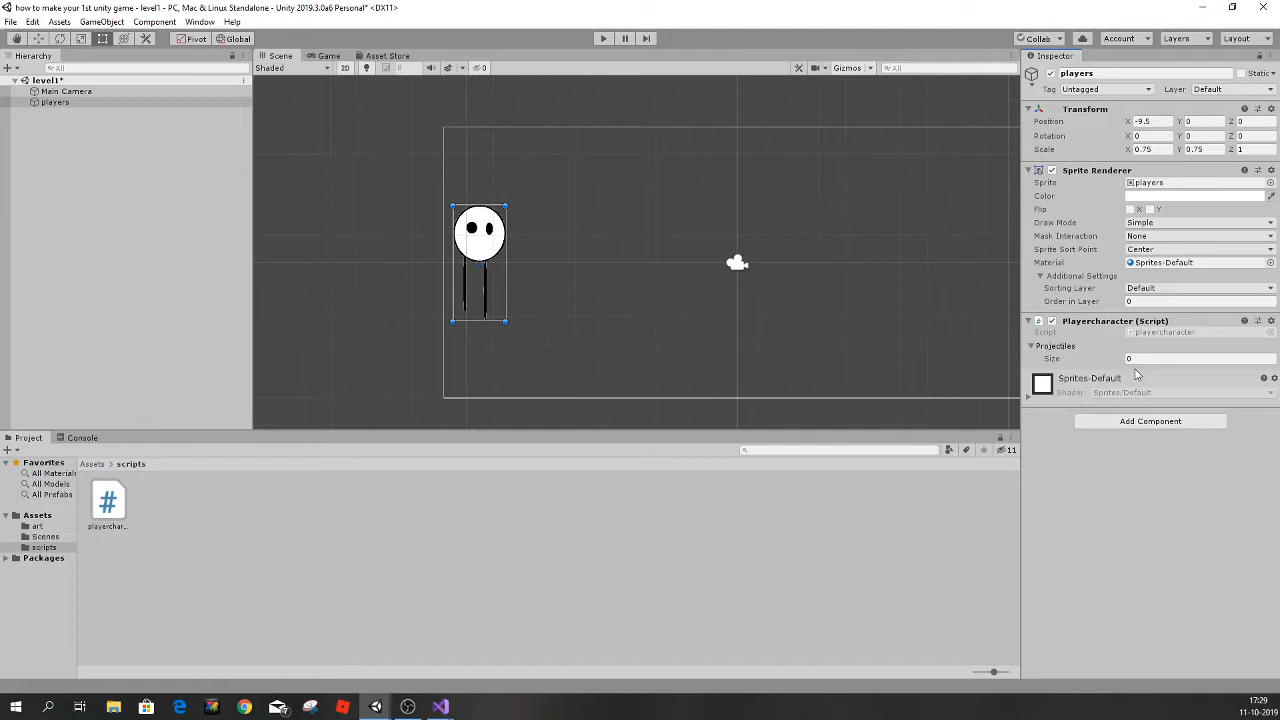 how to make your 1st unity game - level1 - PC, Mac & Linux Standalone - Unity 2019.3.0a6 Personal* <DX11>
File Edit Assets GameObject Component Window Help
Pivot Global Collab Account Layers Layout
Hierarchy Scene Game Asset Store Inspector
All Shaded 2D 0 0 Gizmos All players Static
level1*
Main Camera Tag Untagged Layer Default
players
Transform
Position X -9.5 Y 0 Z 0
Rotation X 0 Y 0 Z 0
Scale X 0.75 Y 0.75 Z 1
Sprite Renderer
Sprite players
Color
Flip X Y
Draw Mode Simple
Mask Interaction None
Sprite Sort Point Center
Material Sprites-Default
Additional Settings
Sorting Layer Default
Order in Layer 0
Playercharacter (Script)
Script playercharacter
Projectiles
Size 0
Sprites-Default
Shader Sprites/Default
Add Component
Project Console
11
Favorites Assets > scripts
All Materials
All Models
All Prefabs
Assets
art
Scenes
scripts
Packages
#
playerchar...
17:29
11-10-2019